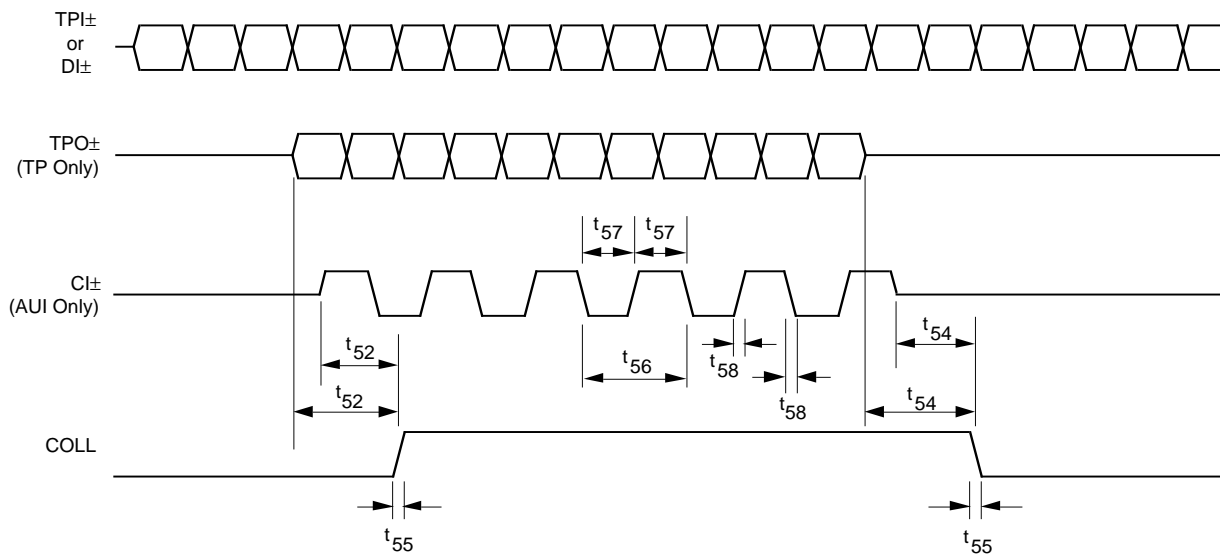 TPI±
or
DI±
TPO±
(TP Only)
t57 t57
CI±
(AUI Only)
t52
t56
t58
t54
t52
t58
t54
COLL
t55
t55